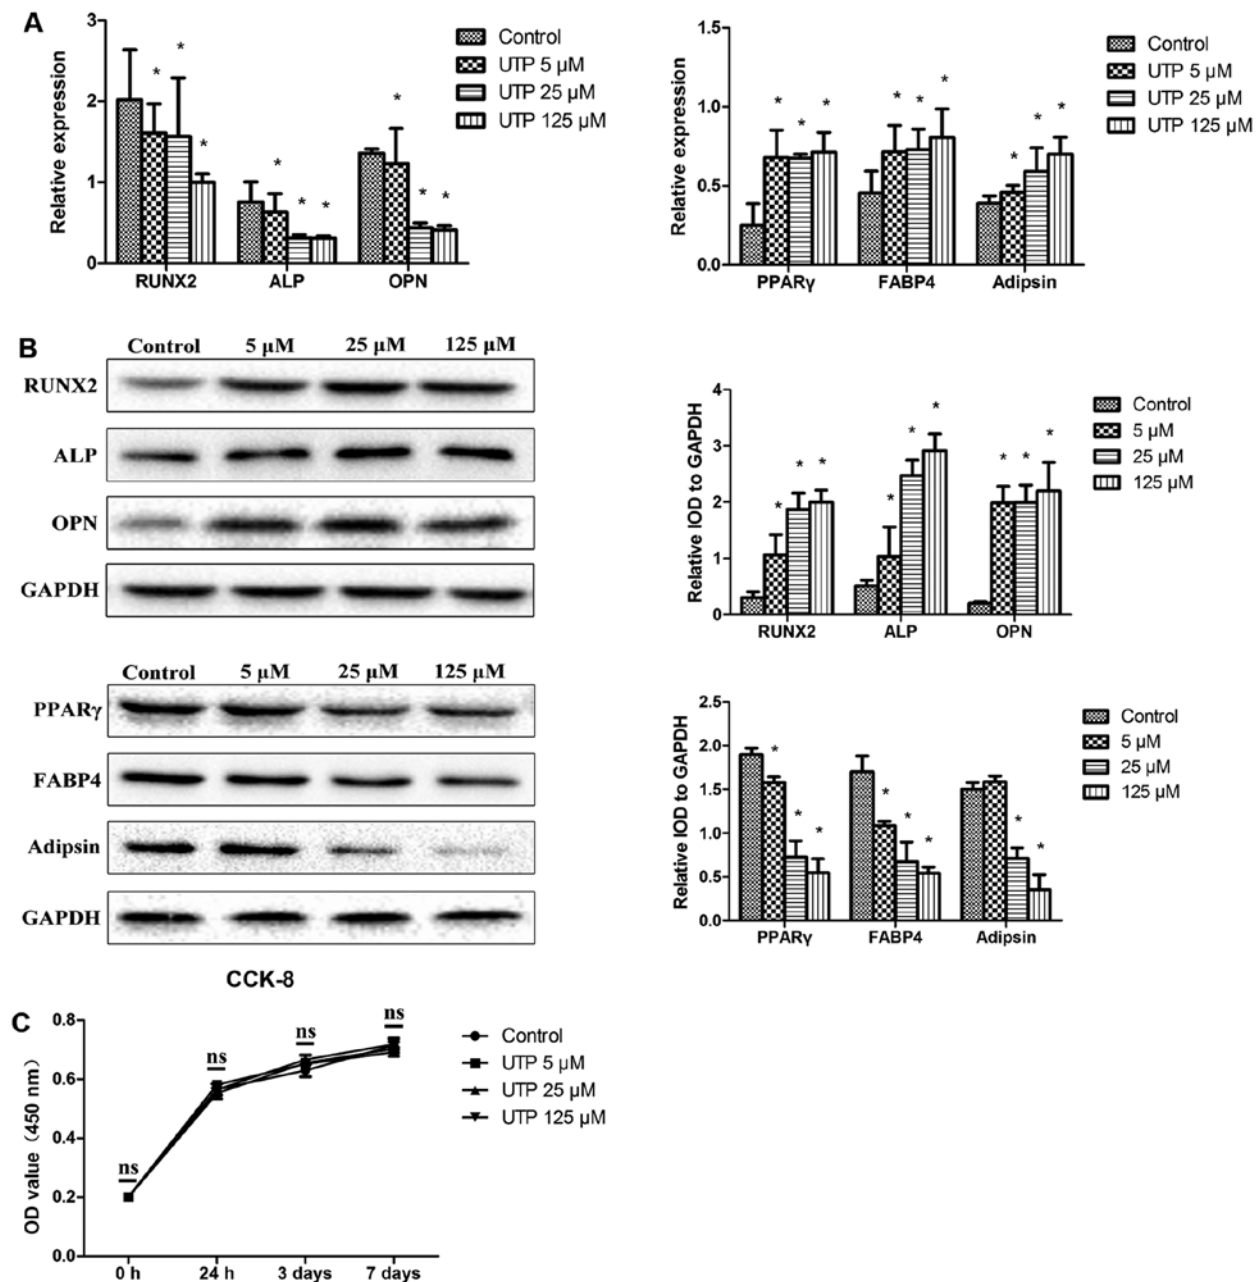 A
Relative expression
3
2
1
0
* * *
* * *
* * *
RUNX2 ALP OPN
Control
UTP 5 μM
UTP 25 μM
UTP 125 μM
Relative expression
1.5
1.0
0.5
0.0
* * *
* * *
* * *
PPARγ FABP4 Adipsin
Control
UTP 5 μM
UTP 25 μM
UTP 125 μM
B
Control 5 μM 25 μM 125 μM
RUNX2
ALP
OPN
GAPDH
Relative IOD to GAPDH
4
3
2
1
0
* * *
* * *
* * *
RUNX2 ALP OPN
Control
5 μM
25 μM
125 μM
Control 5 μM 25 μM 125 μM
PPARγ
FABP4
Adipsin
GAPDH
Relative IOD to GAPDH
2.5
2.0
1.5
1.0
0.5
0.0
* * *
* * *
* *
PPARγ FABP4 Adipsin
Control
5 μM
25 μM
125 μM
CCK-8
C
OD value (450 nm)
0.8
0.6
0.4
0.2
0.0
ns ns ns ns
0 h 24 h 3 days 7 days
Control
UTP 5 μM
UTP 25 μM
UTP 125 μM